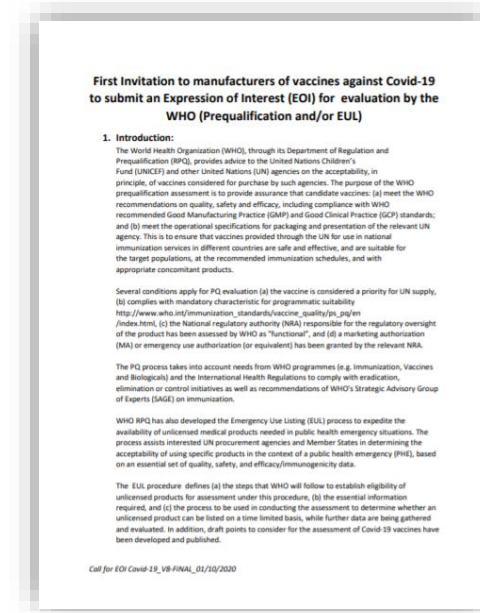 First Invitation to manufacturers of vaccines against Covid-19
to submit an Expression of Interest (EOI) for evaluation by the
WHO (Prequalification and/or EUL)
1. Introduction:
The World Health Organization (WHO), through its Department of Regulation and
Prequalification (RPQ), provides advice to the United Nations Children's
Fund (UNICEF) and other United Nations (UN) agencies on the acceptability, in
principle, of vaccines considered for purchase by such agencies. The purpose of the WHO
prequalification assessment is to provide assurance that candidate vaccines: (a) meet the WHO
recommendations on quality, safety and efficacy, including compliance with WHO
recommended Good Manufacturing Practice (GMP) and Good Clinical Practice (GCP) standards;
and (b) meet the operational specifications for packaging and presentation of the relevant UN
agency. This is to ensure that vaccines provided through the UN for use in national
immunization services in different countries are safe and effective, and are suitable for
the target populations, at the recommended immunization schedules, and with
appropriate concomitant products.
Several conditions apply for PQ evaluation (a) the vaccine is considered a priority for UN supply,
(b) complies with mandatory characteristic for programmatic suitability
http://www.who.int/immunization_standards/vaccine_quality/ps_pq/en
/index.html, (c) the National regulatory authority (NRA) responsible for the regulatory oversight
of the product has been assessed by WHO as "functional", and (d) a marketing authorization
(MA) or emergency use authorization (or equivalent) has been granted by the relevant NRA.
The PQ process takes into account needs from WHO programmes (e.g. Immunization, Vaccines
and Biologicals) and the International Health Regulations to comply with eradication,
elimination or control initiatives as well as recommendations of WHO's Strategic Advisory Group
of Experts (SAGE) on immunization.
WHO RPQ has also developed the Emergency Use Listing (EUL) process to expedite the
availability of unlicensed medical products needed in public health emergency situations. The
process assists interested UN procurement agencies and Member States in determining the
acceptability of using specific products in the context of a public health emergency (PHE), based
on an essential set of quality, safety, and efficacy/immunogenicity data.
The EUL procedure defines (a) the steps that WHO will follow to establish eligibility of
unlicensed products for assessment under this procedure, (b) the essential information
required, and (c) the process to be used in conducting the assessment to determine whether an
unlicensed product can be listed on a time limited basis, while further data are being gathered
and evaluated. In addition, draft points to consider for the assessment of Covid-19 vaccines have
been developed and published.
Call for EOI Covid-19_V8-FINAL_01/10/2020